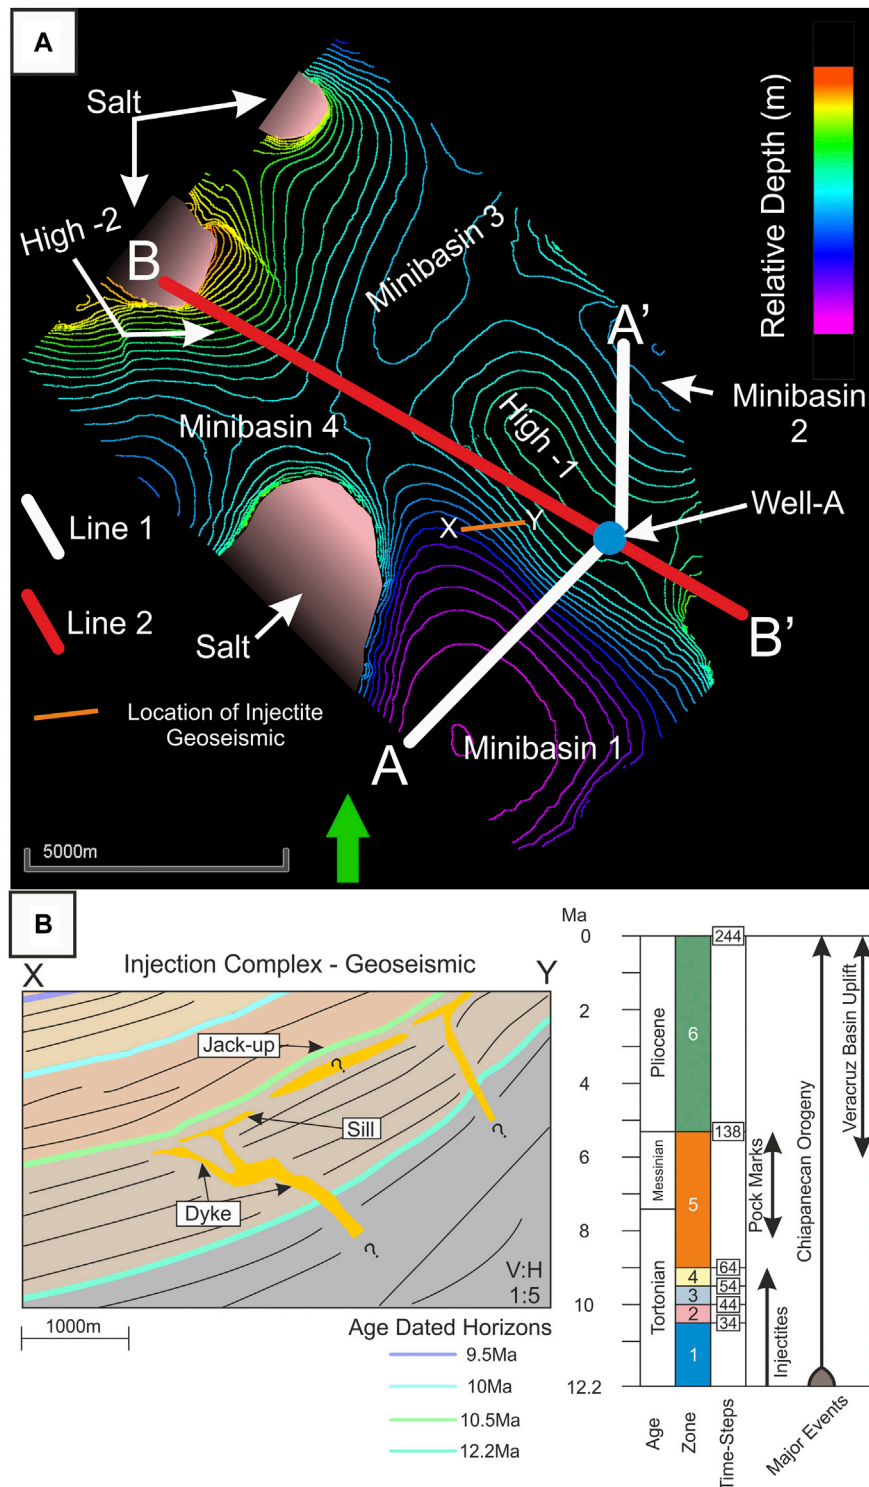 A
Salt
Relative Depth (m)
High -2
B
Minibasin 3
A'
Minibasin
2
High -1
Minibasin 4
Well-A
X
Y
Line 1
Line 2
B'
Salt
Location of Injectite
Geoseismic
A
Minibasin 1
5000m
B
X
Injection Complex - Geoseismic
Y
Jack-up
?
Sill
?
Dyke
?
V:H
1:5
1000m
Age Dated Horizons
9.5Ma
10Ma
10.5Ma
12.2Ma
Ma
0
2
4
6
8
10
12.2
Pliocene
Messinian
Tortonian
6
5
4
3
2
1
244
138
64
54
44
34
Pock Marks
Injectites
Chiapanecan Orogeny
Veracruz Basin Uplift
Age
Zone
Time-Steps
Major Events